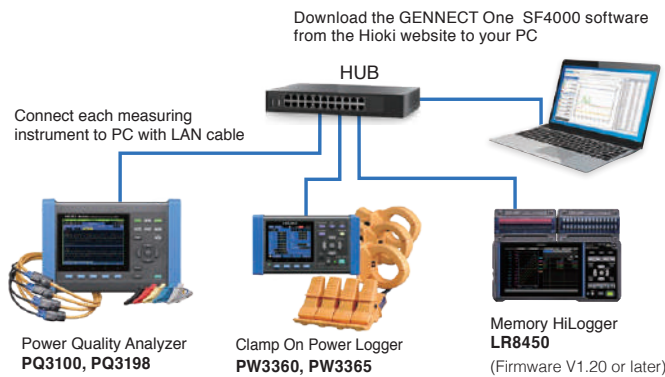 Download the GENNECT One SF4000 software
from the Hioki website to your PC
HUB
Connect each measuring
instrument to PC with LAN cable
Power Quality Analyzer
PQ3100, PQ3198
Clamp On Power Logger
PW3360, PW3365
Memory HiLogger
LR8450
(Firmware V1.20 or later)